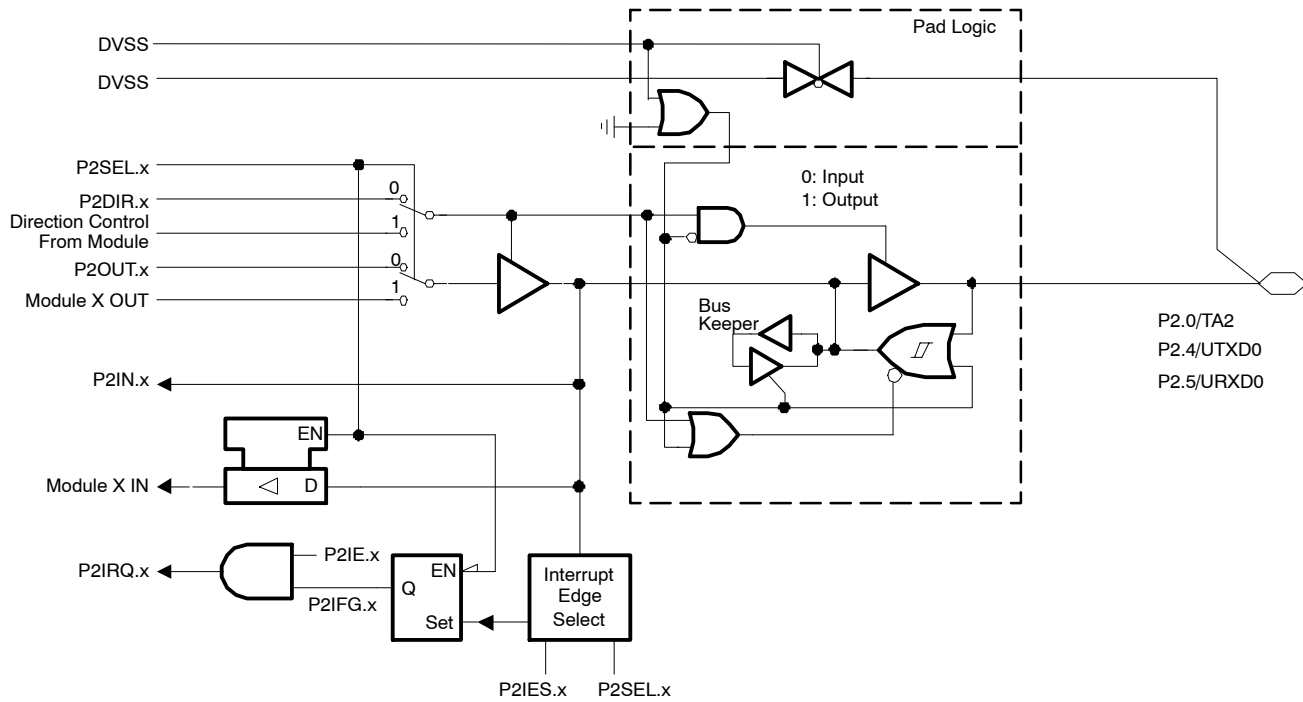 Pad Logic
DVSS
DVSS
P2SEL.x
P2DIR.x
0
Direction Control
From Module
1
0: Input
1: Output
P2OUT.x
0
Module X OUT
1
Bus
Keeper
P2.0/TA2
P2.4/UTXD0
P2.5/URXD0
P2IN.x
EN
Module X IN
D
P2IRQ.x
P2IE.x
P2IFG.x
EN
Q
Set
Interrupt
Edge
Select
P2IES.x
P2SEL.x